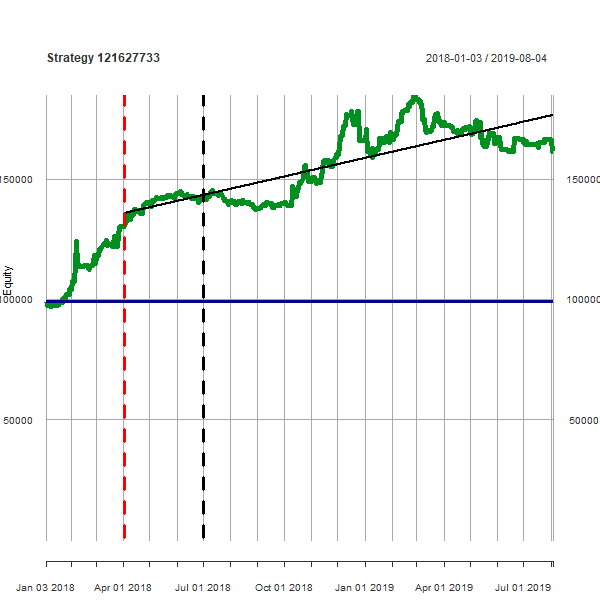 Strategy 121627733
2018-01-03 / 2019-08-04
150000
150000
Equity
100000
100000
50000
50000
Jan 03 2018
Apr 01 2018
Jul 01 2018
Oct 01 2018
Jan 01 2019
Apr 01 2019
Jul 01 2019